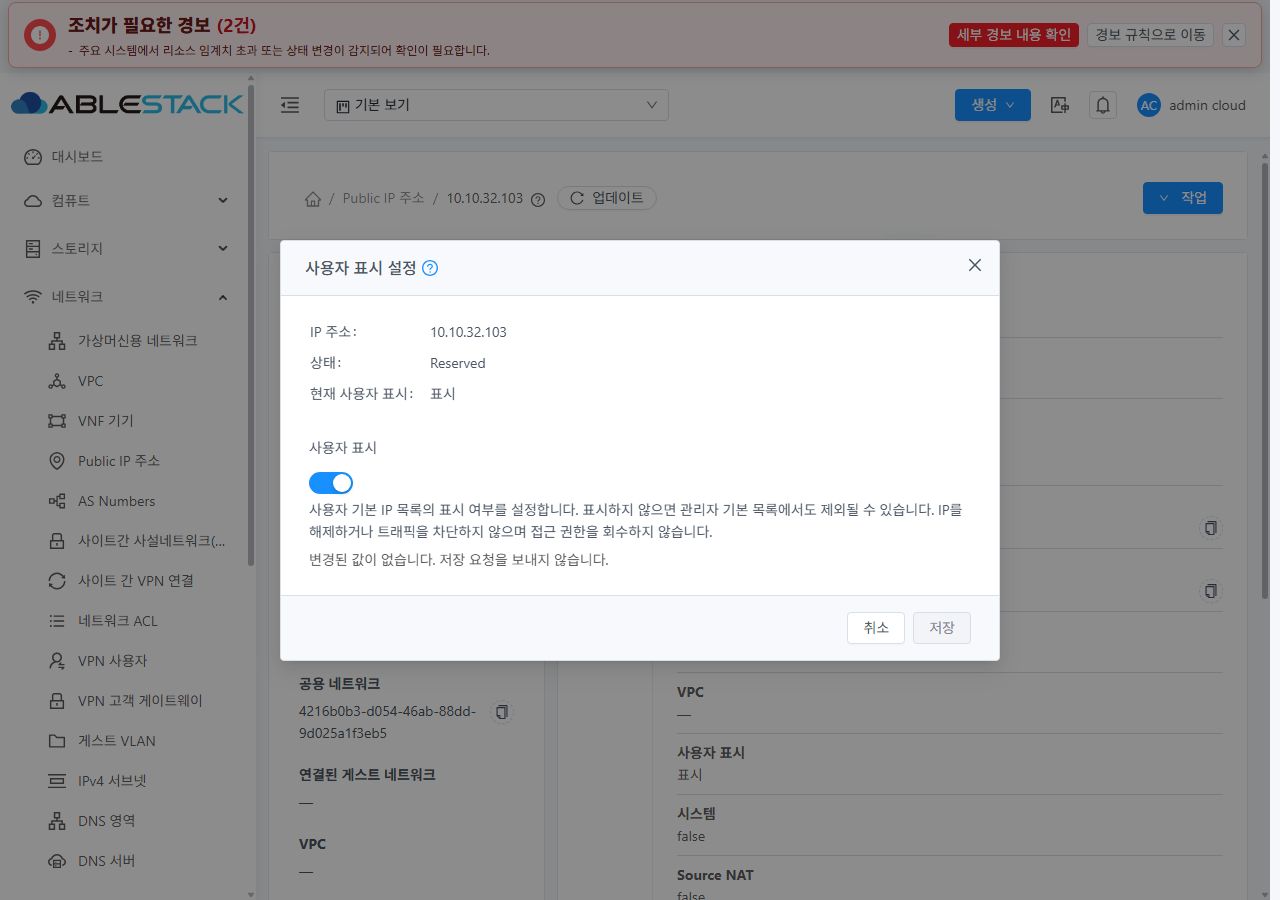 조치가 필요한 경보 (2건)
- 주요 시스템에서 리소스 임계치 초과 또는 상태 변경이 감지되어 확인이 필요합니다.
세부 경보 내용 확인
경보 규칙으로 이동
ABLESTACK
기본 보기
생성
AC
admin cloud
대시보드
컴퓨트
스토리지
네트워크
가상머신용 네트워크
VPC
VNF 기기
Public IP 주소
AS Numbers
사이트간 사설네트워크(...
사이트 간 VPN 연결
네트워크 ACL
VPN 사용자
VPN 고객 게이트웨이
게스트 VLAN
IPv4 서브넷
DNS 영역
DNS 서버
/ Public IP 주소 / 10.10.32.103
업데이트
작업
사용자 표시 설정
IP 주소: 10.10.32.103
상태: Reserved
현재 사용자 표시: 표시
사용자 표시
사용자 기본 IP 목록의 표시 여부를 설정합니다. 표시하지 않으면 관리자 기본 목록에서도 제외될 수 있습니다. IP를
해제하거나 트래픽을 차단하지 않으며 접근 권한을 회수하지 않습니다.
변경된 값이 없습니다. 저장 요청을 보내지 않습니다.
취소
저장
공용 네트워크
4216b0b3-d054-46ab-88dd-
9d025a1f3eb5
연결된 게스트 네트워크
—
VPC
—
VPC
—
사용자 표시
표시
시스템
false
Source NAT
false